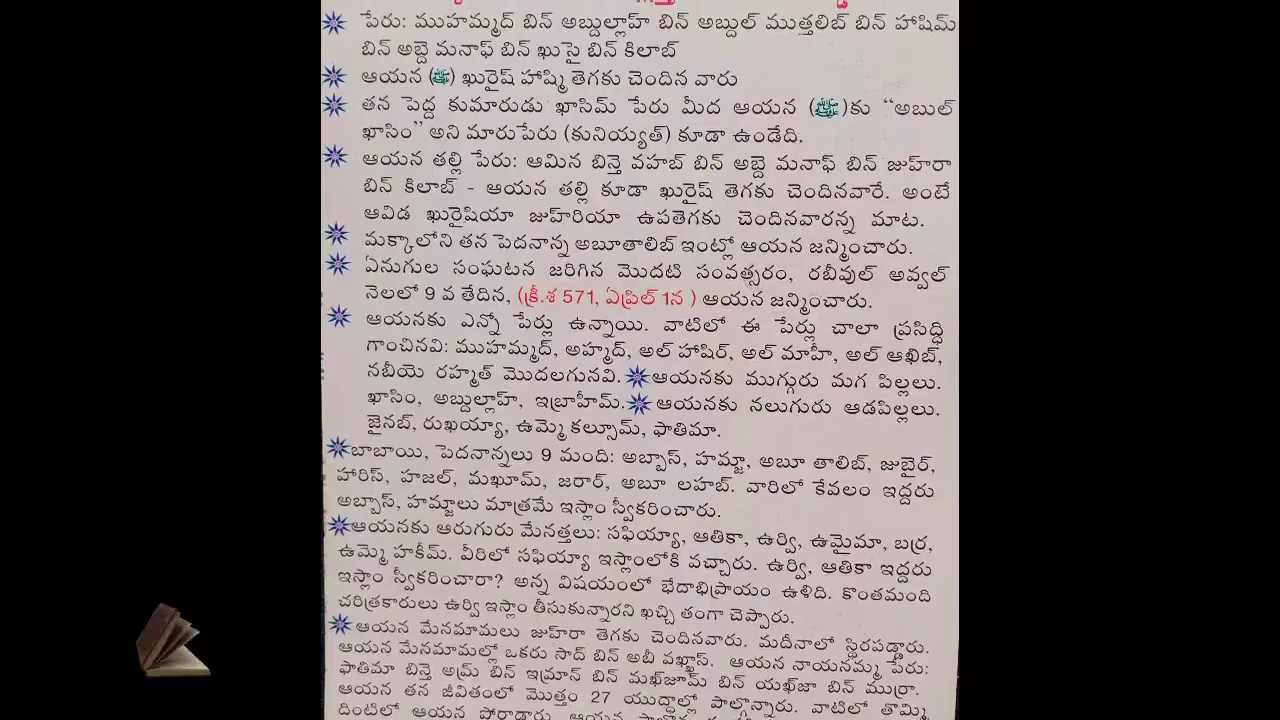 పేరు: ముహమ్మద్ బిన్ అబ్దుల్లాహ్ బిన్ అబ్దుల్ ముత్తలిబ్ బిన్ హాషిమ్
బిన్ అబ్దె మనాఫ్ బిన్ ఖుసై బిన్ కిలాబ్
ఆయన (ﷺ) ఖురైష్ హాష్మి తెగకు చెందిన వారు
తన పెద్ద కుమారుడు ఖాసిమ్ పేరు మీద ఆయన (ﷺ)కు “అబుల్
ఖాసిం” అని మారుపేరు (కునియ్యత్) కూడా ఉండేది.
ఆయన తల్లి పేరు: ఆమిన బిన్తె వహబ్ బిన్ అబ్దె మనాఫ్ బిన్ జుహ్రా
బిన్ కిలాబ్ - ఆయన తల్లి కూడా ఖురైష్ తెగకు చెందినవారే. అంటే
ఆవిడ ఖురైషియా జుహ్రియా ఉపతెగకు చెందినవారన్న మాట.
మక్కాలోని తన పెదనాన్న అబూతాలిబ్ ఇంట్లో ఆయన జన్మించారు.
ఏనుగుల సంఘటన జరిగిన మొదటి సంవత్సరం, రబీవుల్ అవ్వల్
నెలలో 9 వ తేదిన, (క్రీ.శ 571, ఏప్రిల్ 1న ) ఆయన జన్మించారు.
ఆయనకు ఎన్నో పేర్లు ఉన్నాయి. వాటిలో ఈ పేర్లు చాలా ప్రసిద్ధి
గాంచినవి: ముహమ్మద్, అహ్మద్, అల్ హాషిర్, అల్ మాహీ, అల్ ఆఖిబ్,
నబీయె రహ్మత్ మొదలగునవి. ఆయనకు ముగ్గురు మగ పిల్లలు.
ఖాసిం, అబ్దుల్లాహ్, ఇబ్రాహీమ్. ఆయనకు నలుగురు ఆడపిల్లలు.
జైనబ్, రుఖయ్యా, ఉమ్మె కల్సూమ్, ఫాతిమా.
బాబాయి, పెదనాన్నలు 9 మంది: అబ్బాస్, హమ్జా, అబూ తాలిబ్, జుబైర్,
హారిస్, హజల్, మఖూమ్, జరార్, అబూ లహబ్. వారిలో కేవలం ఇద్దరు
అబ్బాస్, హమ్జాలు మాత్రమే ఇస్లాం స్వీకరించారు.
ఆయనకు ఆరుగురు మేనత్తలు: సఫియ్యా, ఆతికా, ఉర్వి, ఉమైమా, బర్ర,
ఉమ్మె హకీమ్. వీరిలో సఫియ్యా ఇస్లాంలోకి వచ్చారు. ఉర్వి, ఆతికా ఇద్దరు
ఇస్లాం స్వీకరించారా? అన్న విషయంలో భేదాభిప్రాయం ఉళిది. కొంతమంది
చరిత్రకారులు ఉర్వి ఇస్లాం తీసుకున్నారని ఖచ్చి తంగా చెప్పారు.
ఆయన మేనమామలు జుహ్రా తెగకు చెందినవారు. మదీనాలో స్థిరపడ్డారు.
ఆయన మేనమామల్లో ఒకరు సాద్ బిన్ అబీ వఖ్ఖాస్. ఆయన నాయనమ్మ పేరు:
ఫాతిమా బిన్తె అమ్ర్ బిన్ ఇమ్రాన్ బిన్ మఖ్జూమ్ బిన్ యఖ్జా బిన్ ముర్రా.
ఆయన తన జీవితంలో మొత్తం 27 యుద్ధాల్లో పాల్గొన్నారు. వాటిలో తొమ్మి
దింటిలో ఆయన పోరాడారు.